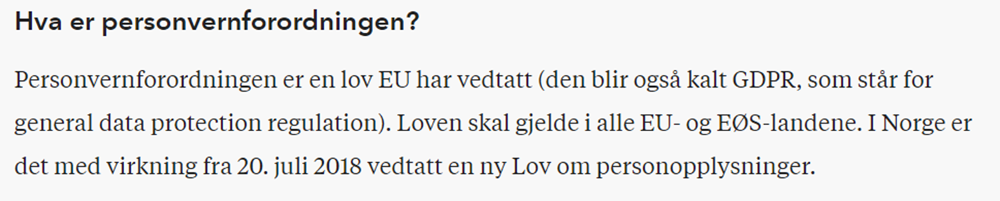 Hva er personvernforordningen?
Personvernforordningen er en lov EU har vedtatt (den blir også kalt GDPR, som står for
general data protection regulation). Loven skal gjelde i alle EU- og EØS-landene. I Norge er
det med virkning fra 20. juli 2018 vedtatt en ny Lov om personopplysninger.